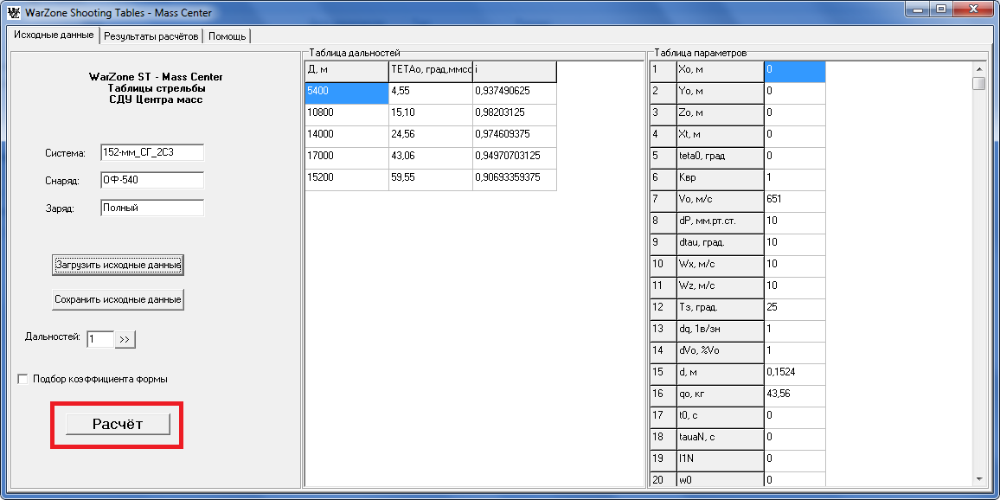 WarZone Shooting Tables - Mass Center
Исходные данные Результаты расчётов Помощь
WarZone ST - Mass Center
Таблицы стрельбы
СДУ Центра масс
Система: 152-мм_СГ_2С3
Снаряд: ОФ-540
Заряд: Полный
Загрузить исходные данные
Сохранить исходные данные
Дальностей: 1 >>
Подбор коэффициента формы
Расчёт
Таблица дальностей
Д, м ТЕТАо, град,ммсс i
5400 4,55 0,937490625
10800 15,10 0,98203125
14000 24,56 0,974609375
17000 43,06 0,94970703125
15200 59,55 0,90693359375
Таблица параметров
1 Xo, м 0
2 Yo, м 0
3 Zo, м 0
4 Xt, м 0
5 teta0, град 0
6 Квр 1
7 Vo, м/с 651
8 dP, мм.рт.ст. 10
9 dtau, град. 10
10 Wx, м/с 10
11 Wz, м/с 10
12 Тз, град. 25
13 dq, 1в/зн 1
14 dVo, %Vo 1
15 d, м 0,1524
16 qo, кг 43,56
17 t0, с 0
18 tauaN, с 0
19 I1N 0
20 w0 0